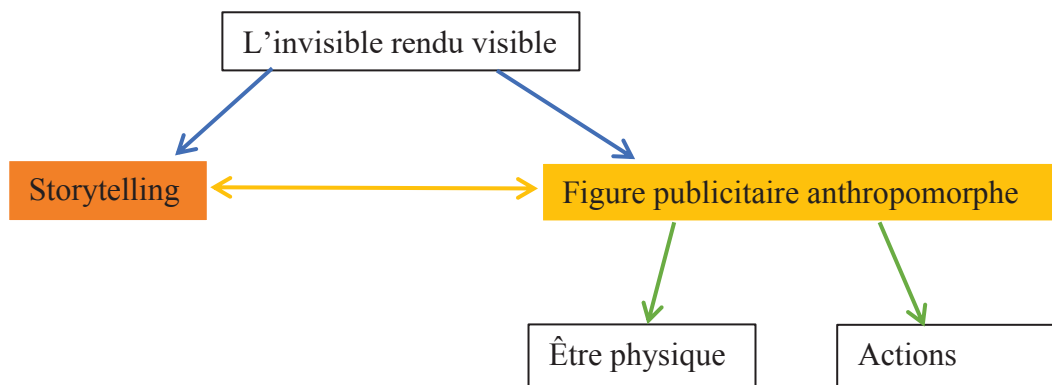 L’invisible rendu visible
Storytelling
Figure publicitaire anthropomorphe
Être physique
Actions